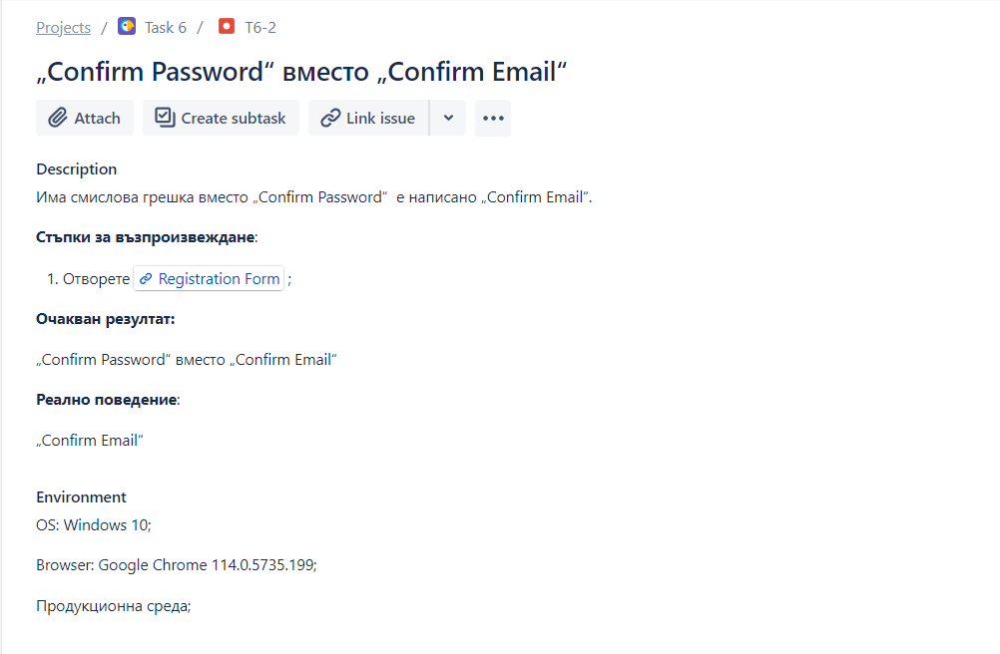 Projects / Task 6 / T6-2
„Confirm Password“ вместо „Confirm Email“
Attach Create subtask Link issue
Description
Има смислова грешка вместо „Confirm Password“ е написано „Confirm Email“.
Стъпки за възпроизвеждане:
1. Отворете Registration Form ;
Очакван резултат:
„Confirm Password“ вместо „Confirm Email“
Реално поведение:
„Confirm Email“
Environment
OS: Windows 10;
Browser: Google Chrome 114.0.5735.199;
Продукционна среда;